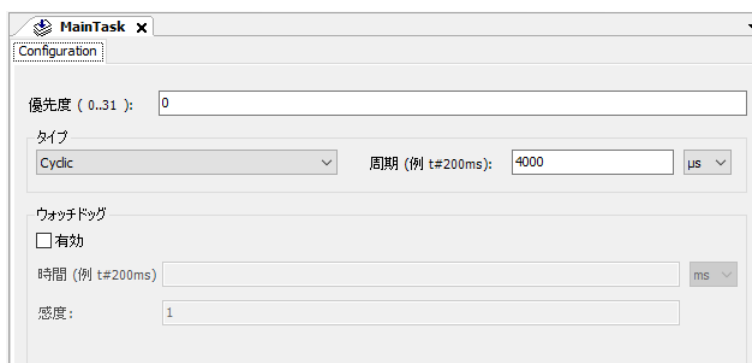 MainTask
Configuration
優先度 ( 0..31 ): 0
タイプ
Cyclic 周期 (例 t#200ms): 4000 µs
ウォッチドッグ
有効
時間 (例 t#200ms) ms
感度: 1